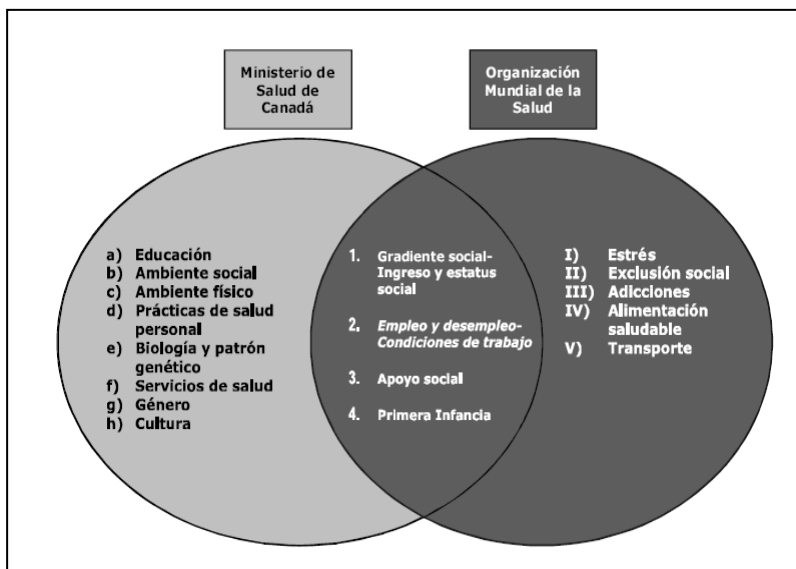 Ministerio de
Salud de
Canadá
Organización
Mundial de la
Salud
a) Educación
b) Ambiente social
c) Ambiente físico
d) Prácticas de salud
personal
e) Biología y patrón
genético
f) Servicios de salud
g) Género
h) Cultura
1. Gradiente social-
Ingreso y estatus
social
2. Empleo y desempleo-
Condiciones de trabajo
3. Apoyo social
4. Primera Infancia
I) Estrés
II) Exclusión social
III) Adicciones
IV) Alimentación
saludable
V) Transporte